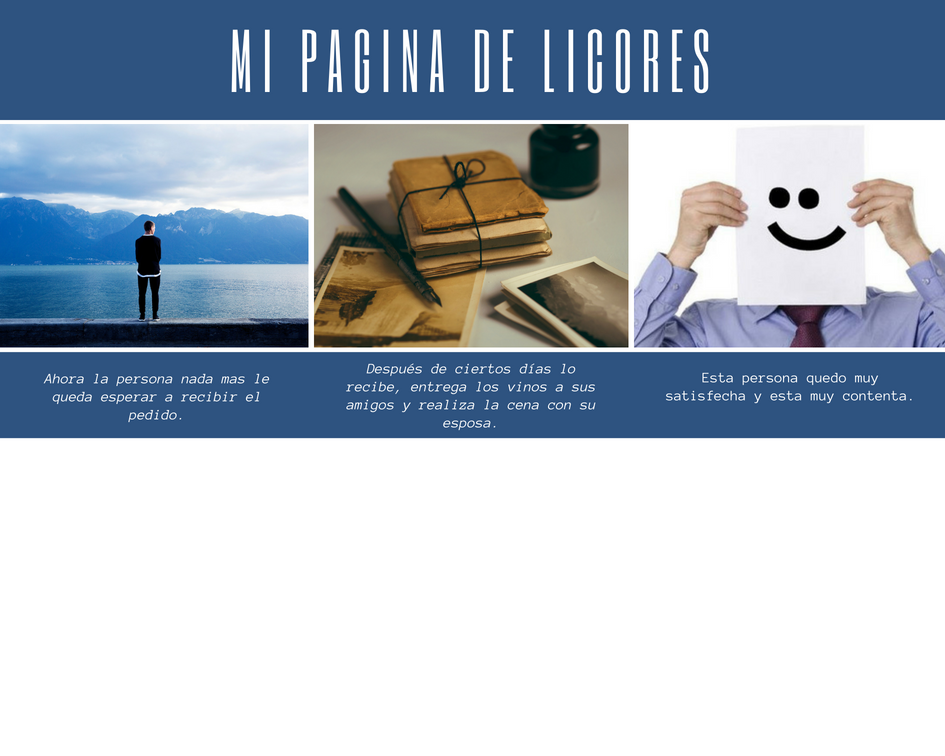 MI PAGINA DE LICORES
Ahora la persona nada mas le
queda esperar a recibir el
pedido.
Después de ciertos días lo
recibe, entrega los vinos a sus
amigos y realiza la cena con su
esposa.
Esta persona quedo muy
satisfecha y esta muy contenta.